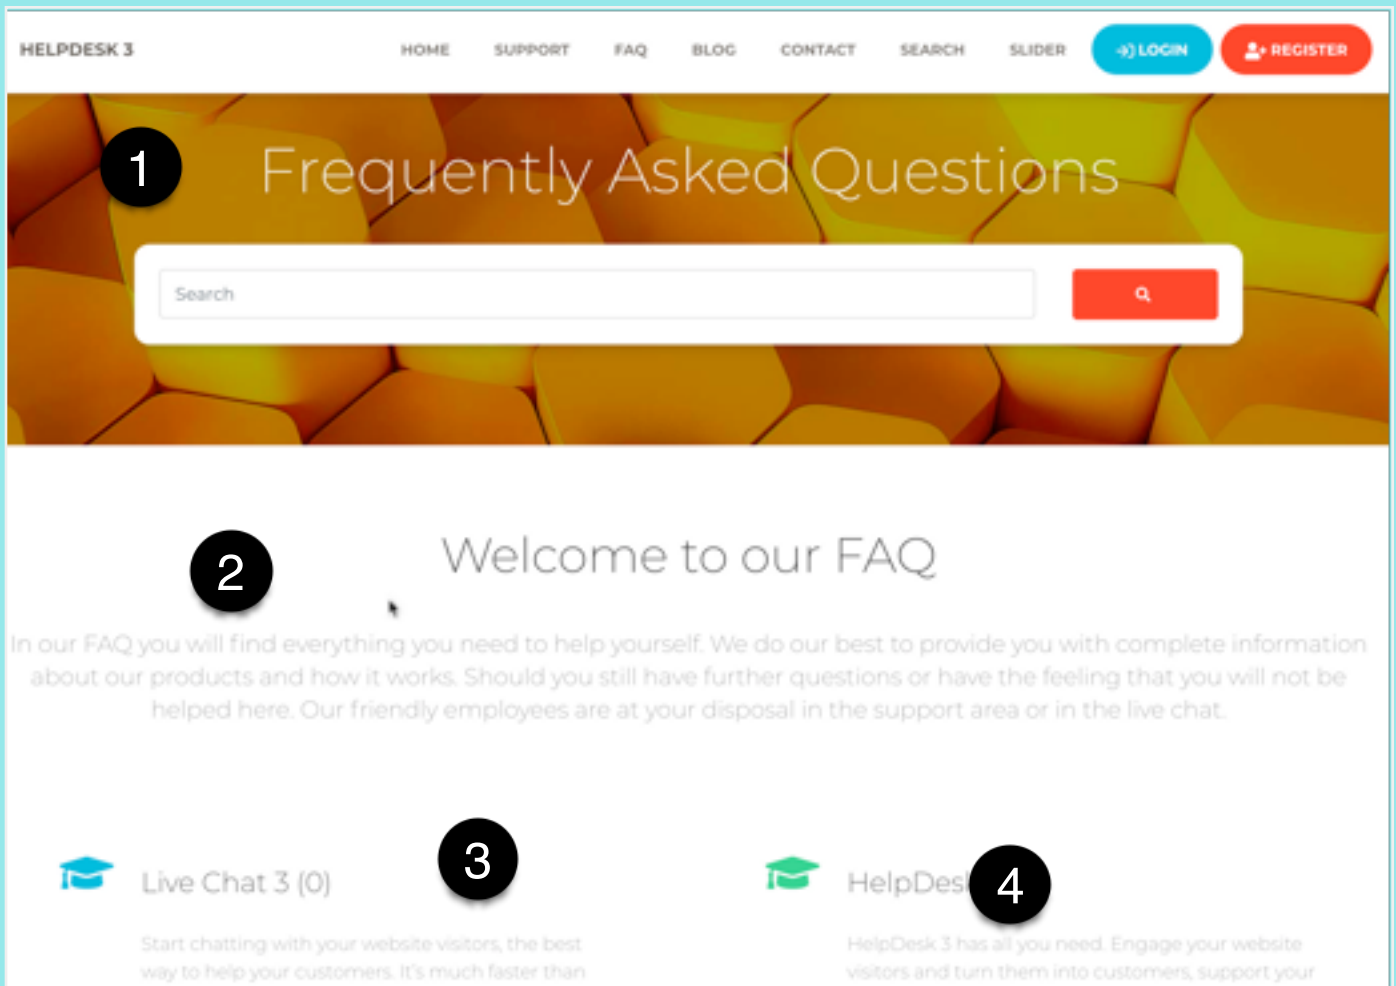 HELPDESK 3
HOME SUPPORT FAQ BLOG CONTACT SEARCH SLIDER LOGIN REGISTER
1
Frequently Asked Questions
Search
2
Welcome to our FAQ
In our FAQ you will find everything you need to help yourself. We do our best to provide you with complete information
about our products and how it works. Should you still have further questions or have the feeling that you will not be
helped here. Our friendly employees are at your disposal in the support area or in the live chat.
Live Chat 3 (0)
3
Start chatting with your website visitors, the best
way to help your customers. It's much faster than
4
HelpDesk 3 has all you need. Engage your website
visitors and turn them into customers, support your